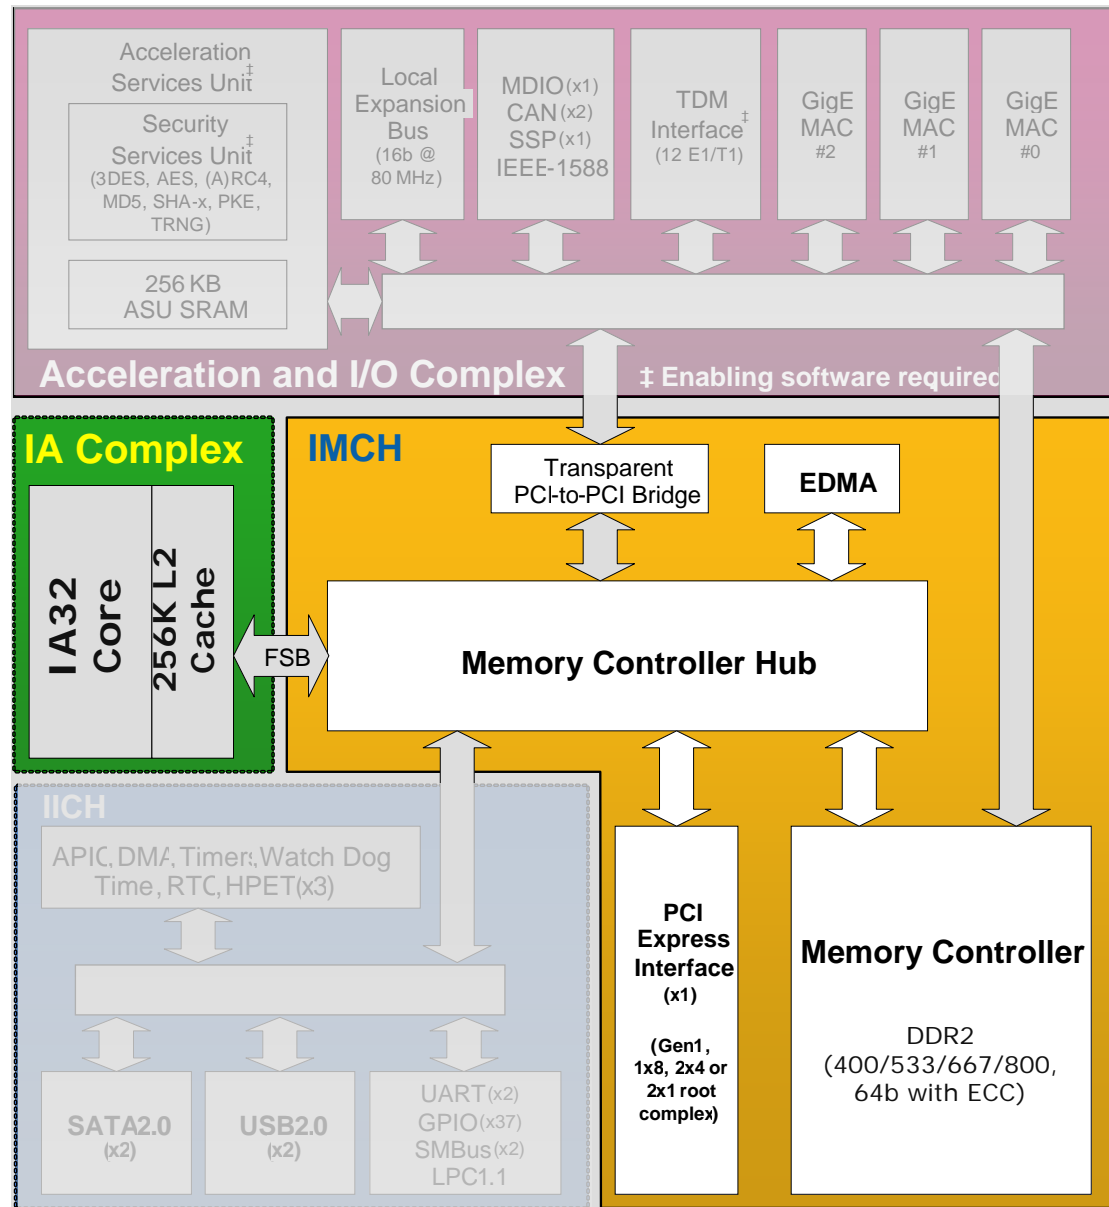 Acceleration
Services Unit‡
Security
Services Unit‡
(3DES, AES, (A)RC4,
MD5, SHA-x, PKE,
TRNG)
256 KB
ASU SRAM
Local
Expansion
Bus
(16b @
80 MHz)
MDIO (x1)
CAN (x2)
SSP (x1)
IEEE-1588
TDM
Interface‡
(12 E1/T1)
GigE
MAC
#2
GigE
MAC
#1
GigE
MAC
#0
Acceleration and I/O Complex
‡ Enabling software required
IA Complex
IA32
Core
256K L2
Cache
FSB
IMCH
Transparent
PCI-to-PCI Bridge
EDMA
Memory Controller Hub
IICH
APIC, DMA, Timers, Watch Dog
Time, RTC, HPET(x3)
SATA2.0
(x2)
USB2.0
(x2)
UART (x2)
GPIO (x37)
SMBus (x2)
LPC1.1
PCI
Express
Interface
(x1)
(Gen1,
1x8, 2x4 or
2x1 root
complex)
Memory Controller
DDR2
(400/533/667/800,
64b with ECC)